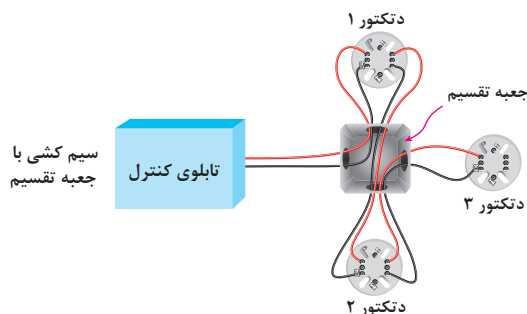 دتکتور ۱
جعبه تقسیم
سیم کشی با
جعبه تقسیم
تابلوی کنترل
دتکتور ۳
دتکتور ۲